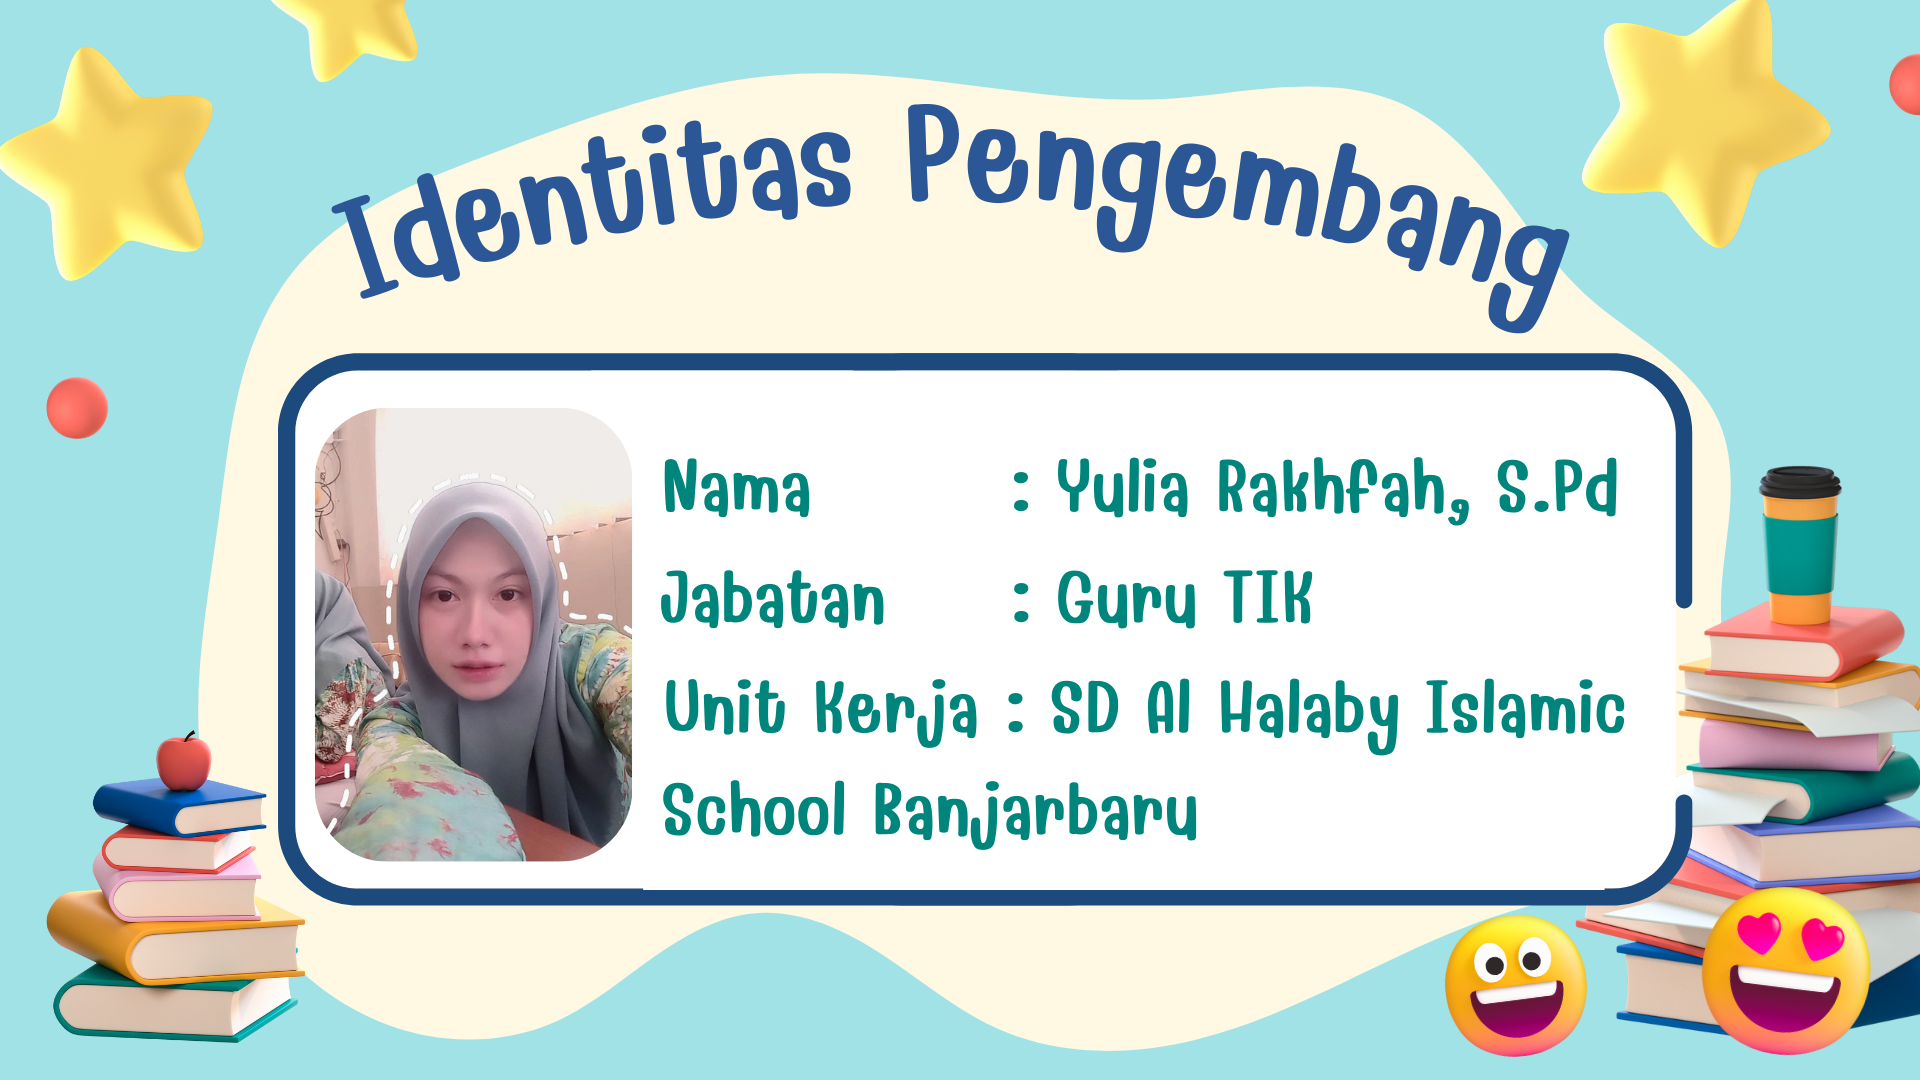 Identitas Pengembang
Nama : Yulia Rakhfah, S.Pd
Jabatan : Guru TIK
Unit Kerja : SD Al Halaby Islamic
School Banjarbaru